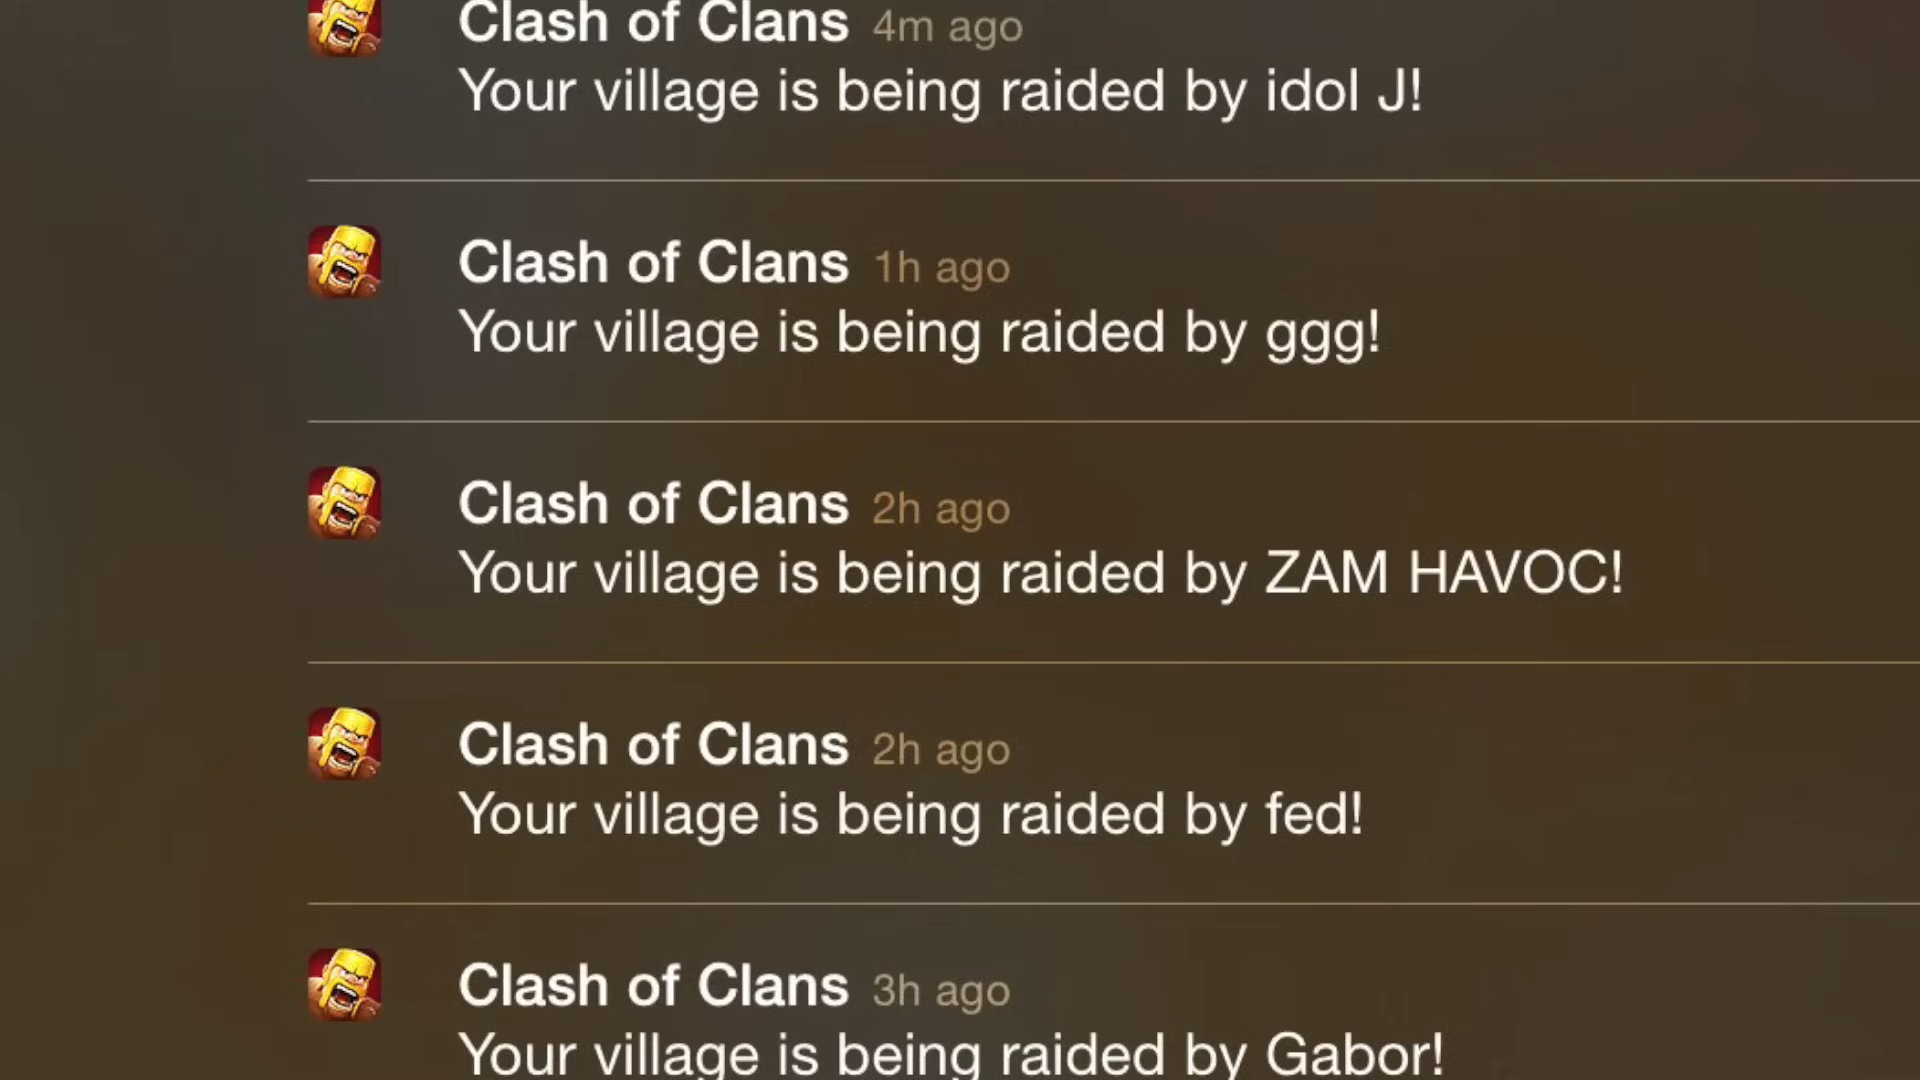 Clash of Clans 4m ago
Your village is being raided by idol J!
Clash of Clans 1h ago
Your village is being raided by ggg!
Clash of Clans 2h ago
Your village is being raided by ZAM HAVOC!
Clash of Clans 2h ago
Your village is being raided by fed!
Clash of Clans 3h ago
Your village is being raided by Gabor!